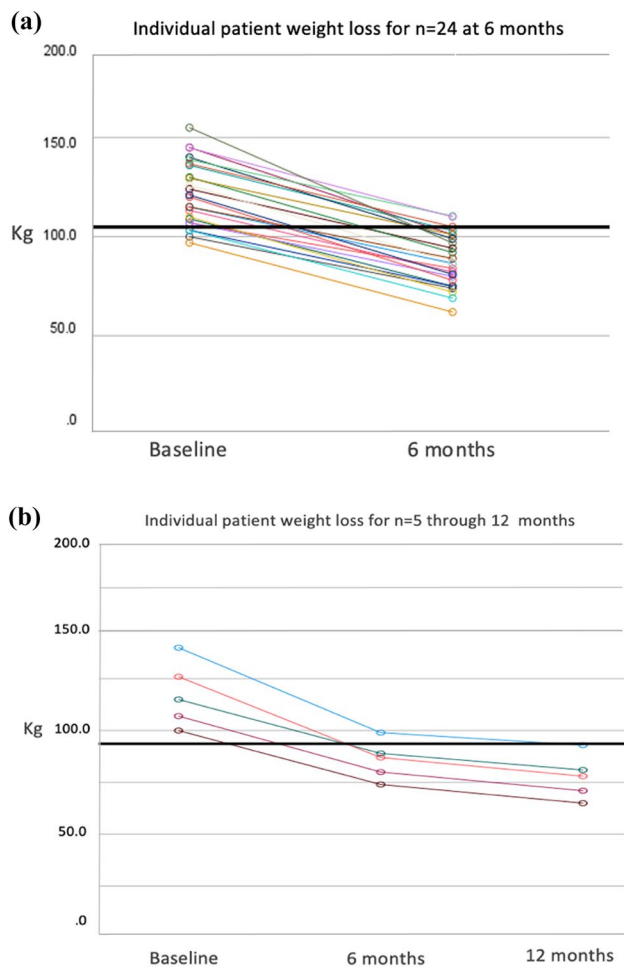 (a)
Individual patient weight loss for n=24 at 6 months
200.0
150.0
Kg
100.0
50.0
.0
Baseline 6 months
(b)
Individual patient weight loss for n=5 through 12 months
200.0
150.0
Kg
100.0
50.0
.0
Baseline 6 months 12 months